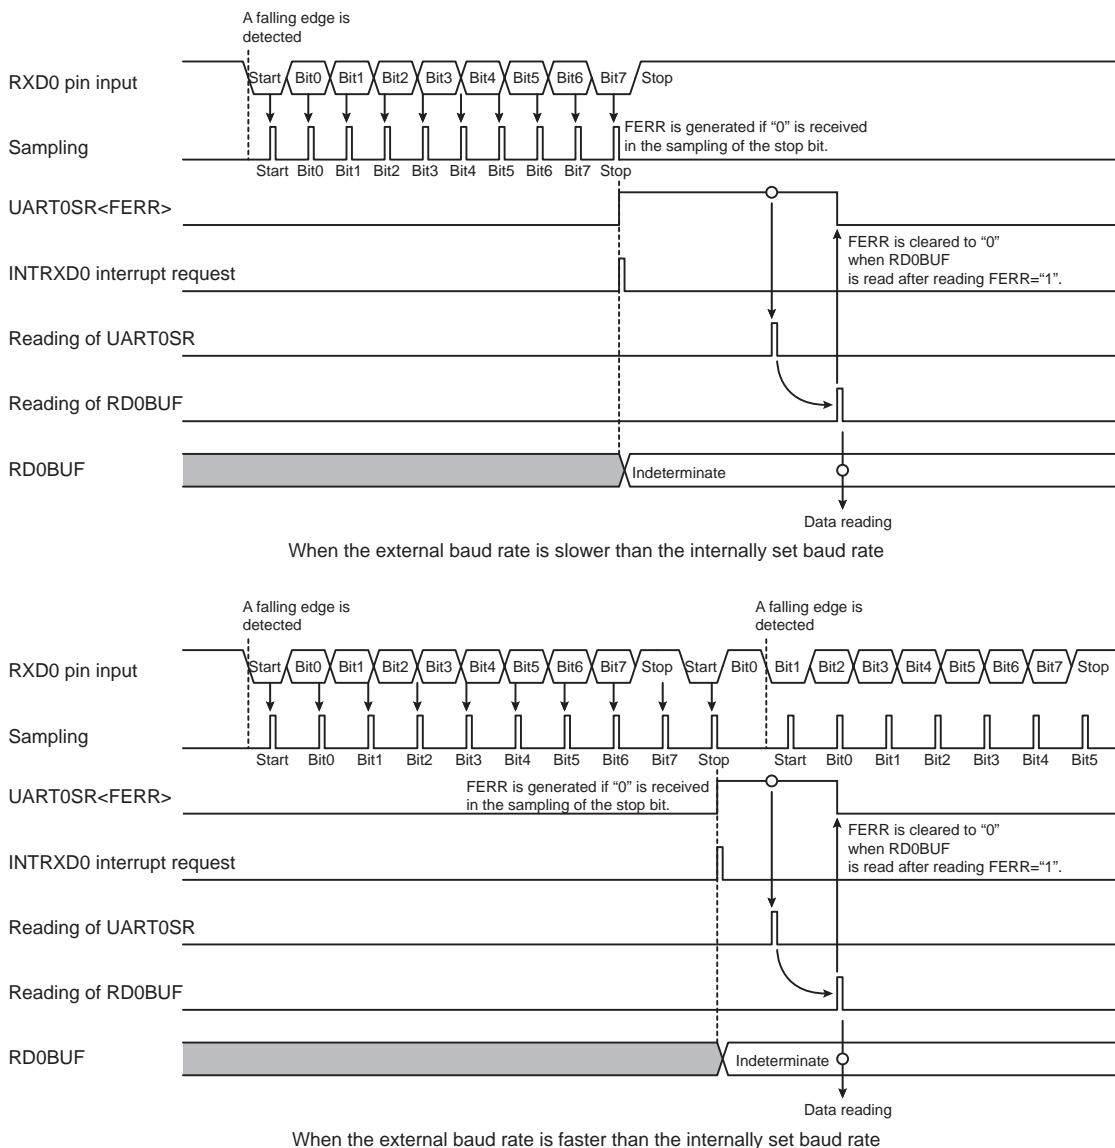 A falling edge is
detected
RXD0 pin input
Start Bit0 Bit1 Bit2 Bit3 Bit4 Bit5 Bit6 Bit7 Stop
Sampling
FERR is generated if “0” is received
in the sampling of the stop bit.
Start Bit0 Bit1 Bit2 Bit3 Bit4 Bit5 Bit6 Bit7 Stop
UART0SR<FERR>
FERR is cleared to “0”
when RD0BUF
is read after reading FERR=“1”.
INTRXD0 interrupt request
Reading of UART0SR
Reading of RD0BUF
RD0BUF
Indeterminate
Data reading
When the external baud rate is slower than the internally set baud rate
A falling edge is
detected
A falling edge is
detected
RXD0 pin input
Start Bit0 Bit1 Bit2 Bit3 Bit4 Bit5 Bit6 Bit7 Stop Start Bit0 Bit1 Bit2 Bit3 Bit4 Bit5 Bit6 Bit7 Stop
Sampling
Start Bit0 Bit1 Bit2 Bit3 Bit4 Bit5 Bit6 Bit7 Stop Start Bit0 Bit1 Bit2 Bit3 Bit4 Bit5
UART0SR<FERR>
FERR is generated if “0” is received
in the sampling of the stop bit.
FERR is cleared to “0”
when RD0BUF
is read after reading FERR=“1”.
INTRXD0 interrupt request
Reading of UART0SR
Reading of RD0BUF
RD0BUF
Indeterminate
Data reading
When the external baud rate is faster than the internally set baud rate